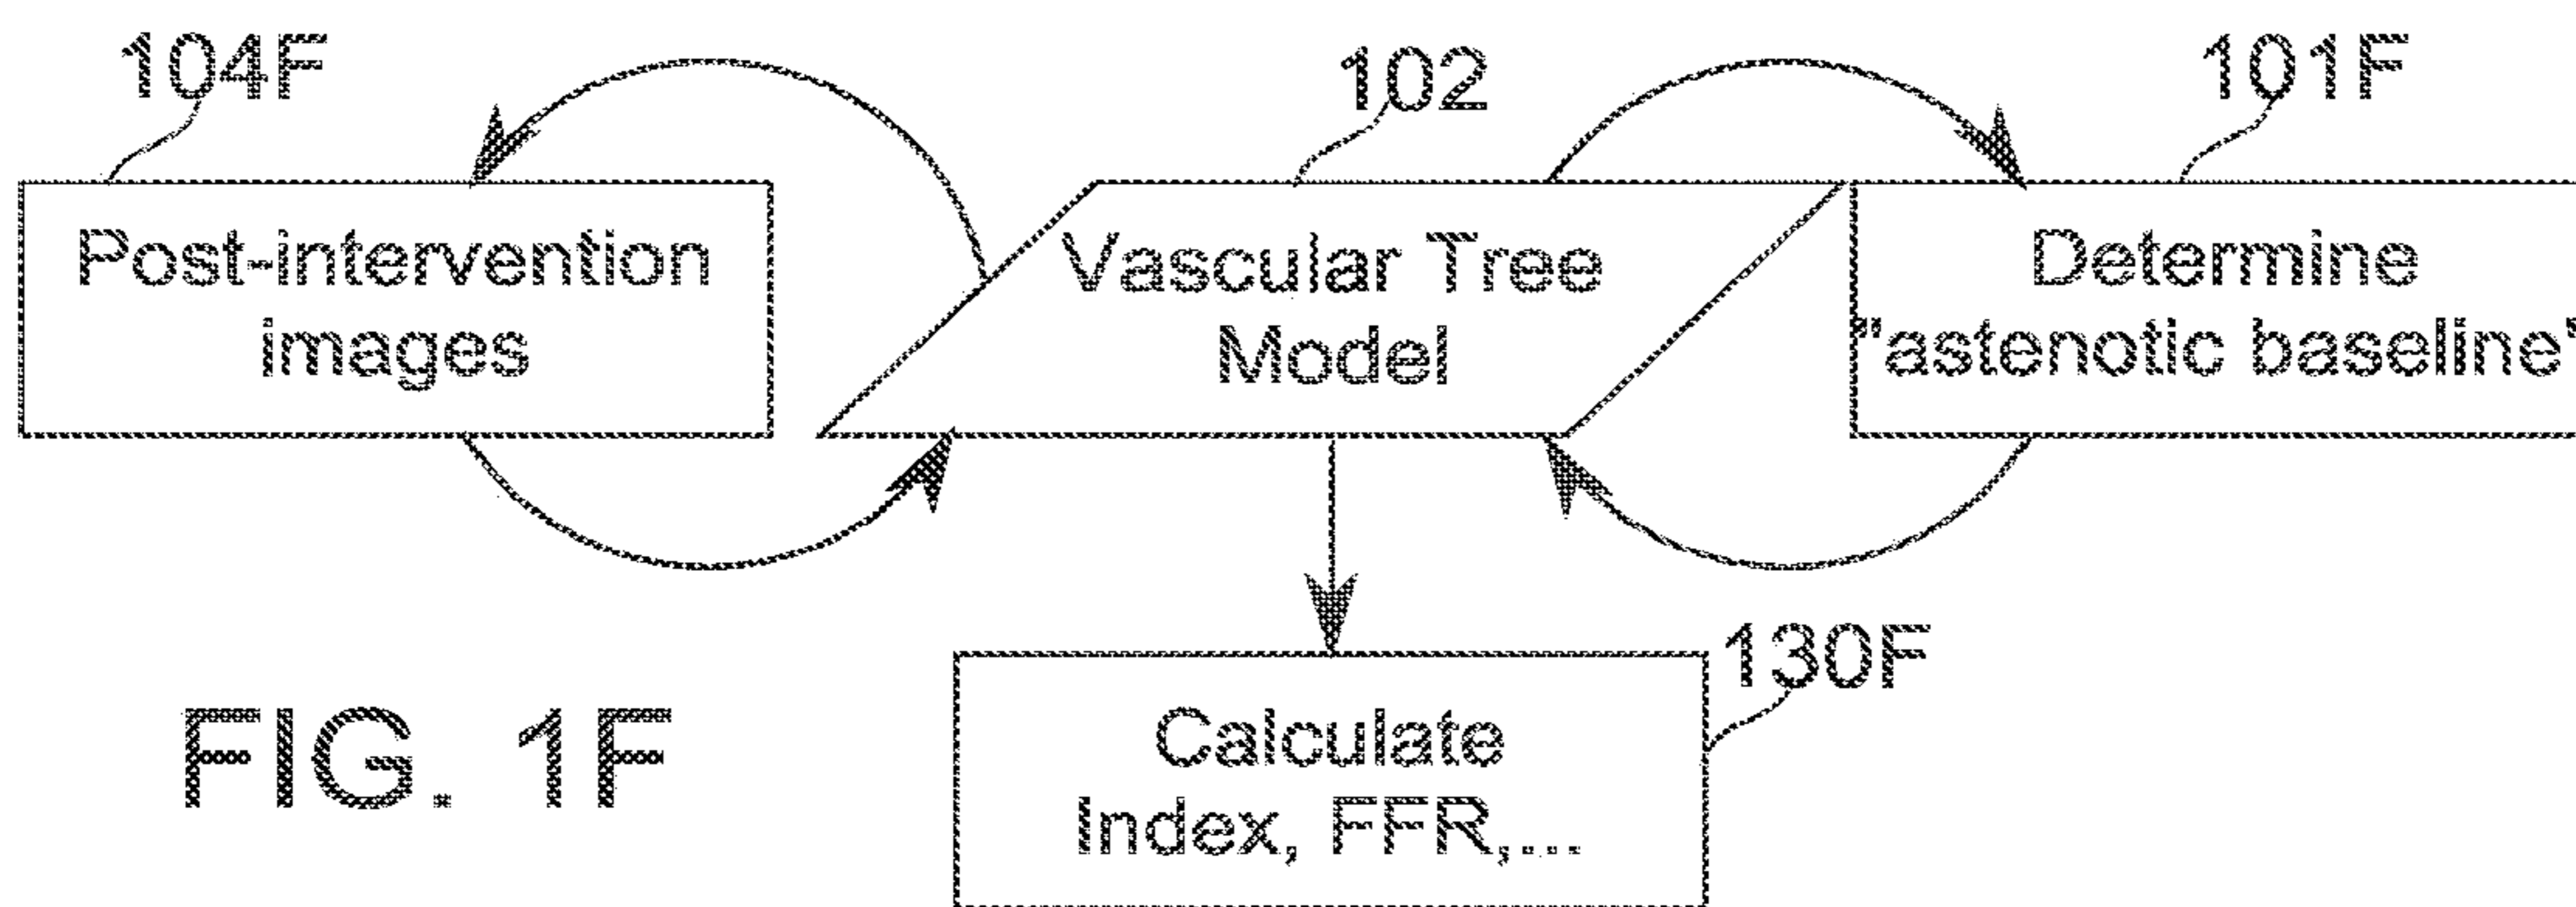 104F
102
101F
Post-intervention
images
Vascular Tree
Model
Determine
"astenotic baseline"
130F
Calculate
Index, FFR,...
FIG. 1F